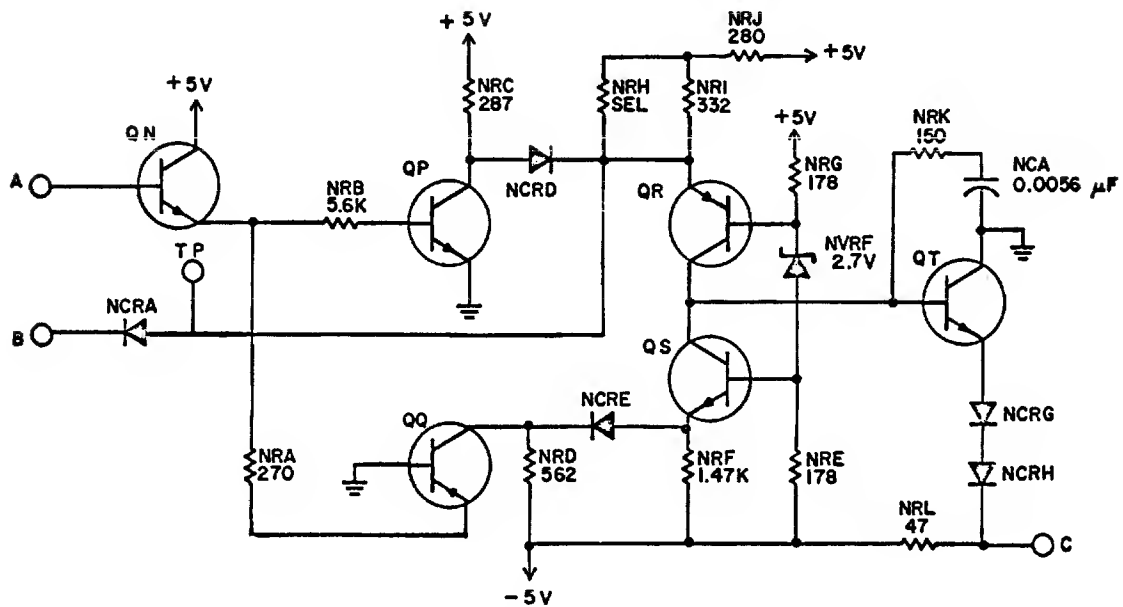 +5V
NRJ
280
+5V
+5V
NRC
287
NRH
SEL
NRI
332
+5V
NRK
150
QN
A
NRB
5.6K
QP
NCRD
QR
NRG
178
NCA
0.0056 µF
TP
NVRF
2.7V
QT
NCRA
B
QS
NCRE
QQ
NCRG
NRA
270
NRD
562
NRF
1.47K
NRE
178
NCRH
NRL
47
C
-5V